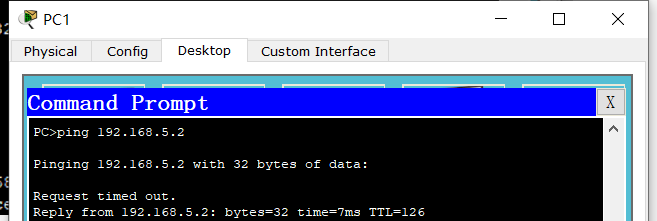 PC1
Physical Config Desktop Custom Interface
Command Prompt X
PC>ping 192.168.5.2
Pinging 192.168.5.2 with 32 bytes of data:
Request timed out.
Reply from 192.168.5.2: bytes=32 time=7ms TTL=126